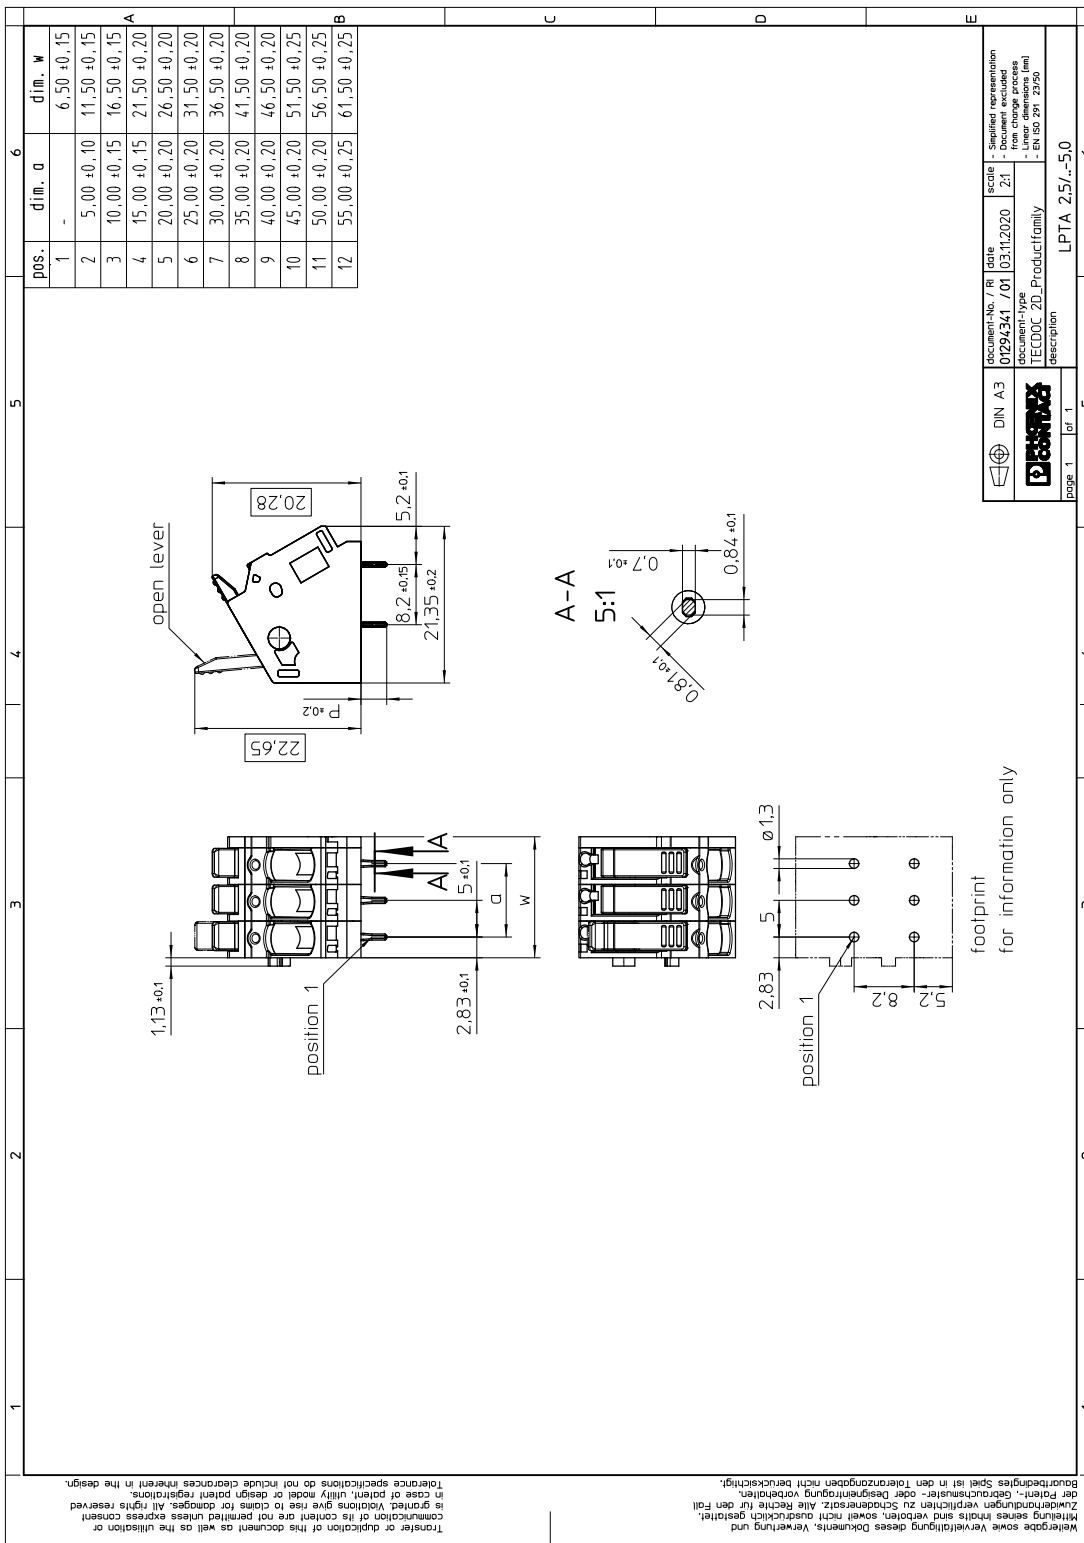 1
2
3
4
5
6
A
B
C
D
E
pos.	dim. a	dim. w
1	-	6,50 ±0,15
2	5,00 ±0,10	11,50 ±0,15
3	10,00 ±0,15	16,50 ±0,15
4	15,00 ±0,15	21,50 ±0,20
5	20,00 ±0,20	26,50 ±0,20
6	25,00 ±0,20	31,50 ±0,20
7	30,00 ±0,20	36,50 ±0,20
8	35,00 ±0,20	41,50 ±0,20
9	40,00 ±0,20	46,50 ±0,20
10	45,00 ±0,20	51,50 ±0,25
11	50,00 ±0,20	56,50 ±0,25
12	55,00 ±0,25	61,50 ±0,25
1,13 ±0,1
position 1
2,83 ±0,1
5 ±0,1
a
w
A
A
open lever
22,65
20,28
P ±0,2
8,2 ±0,15
5,2 ±0,1
21,35 ±0,2
A-A
5:1
0,7 ±0,1
0,84 ±0,1
0,81 ±0,1
2,83
5
ø1,3
position 1
8,2
5,2
footprint
for information only
DIN A3
PHOENIX
CONTACT
page 1
of 1
document-No. / RI
01294341 / 01
date
03.11.2020
scale
2:1
- Simplified representation
- Document excluded
from change process
- Linear dimensions [mm]
- EN ISO 291 23/50
document-type
TECDOC 2D_Productfamily
description
LPTA 2,5/..-5,0
Transfer or duplication of this document as well as the utilisation or
communication of its content are not permitted unless express consent
is granted. Violations give rise to claims for damages. All rights reserved
in case of patent, utility model or design patent registrations.
Tolerance specifications do not include clearances inherent in the design.
Weitergabe sowie Vervielfältigung dieses Dokuments, Verwertung und
Mitteilung seines Inhalts sind verboten, soweit nicht ausdrücklich gestattet.
Zuwiderhandlungen verpflichten zu Schadenersatz. Alle Rechte für den Fall
der Patent-, Gebrauchsmuster- oder Designeintragung vorbehalten.
Bauartbedingtes Spiel ist in den Toleranzangaben nicht berücksichtigt.